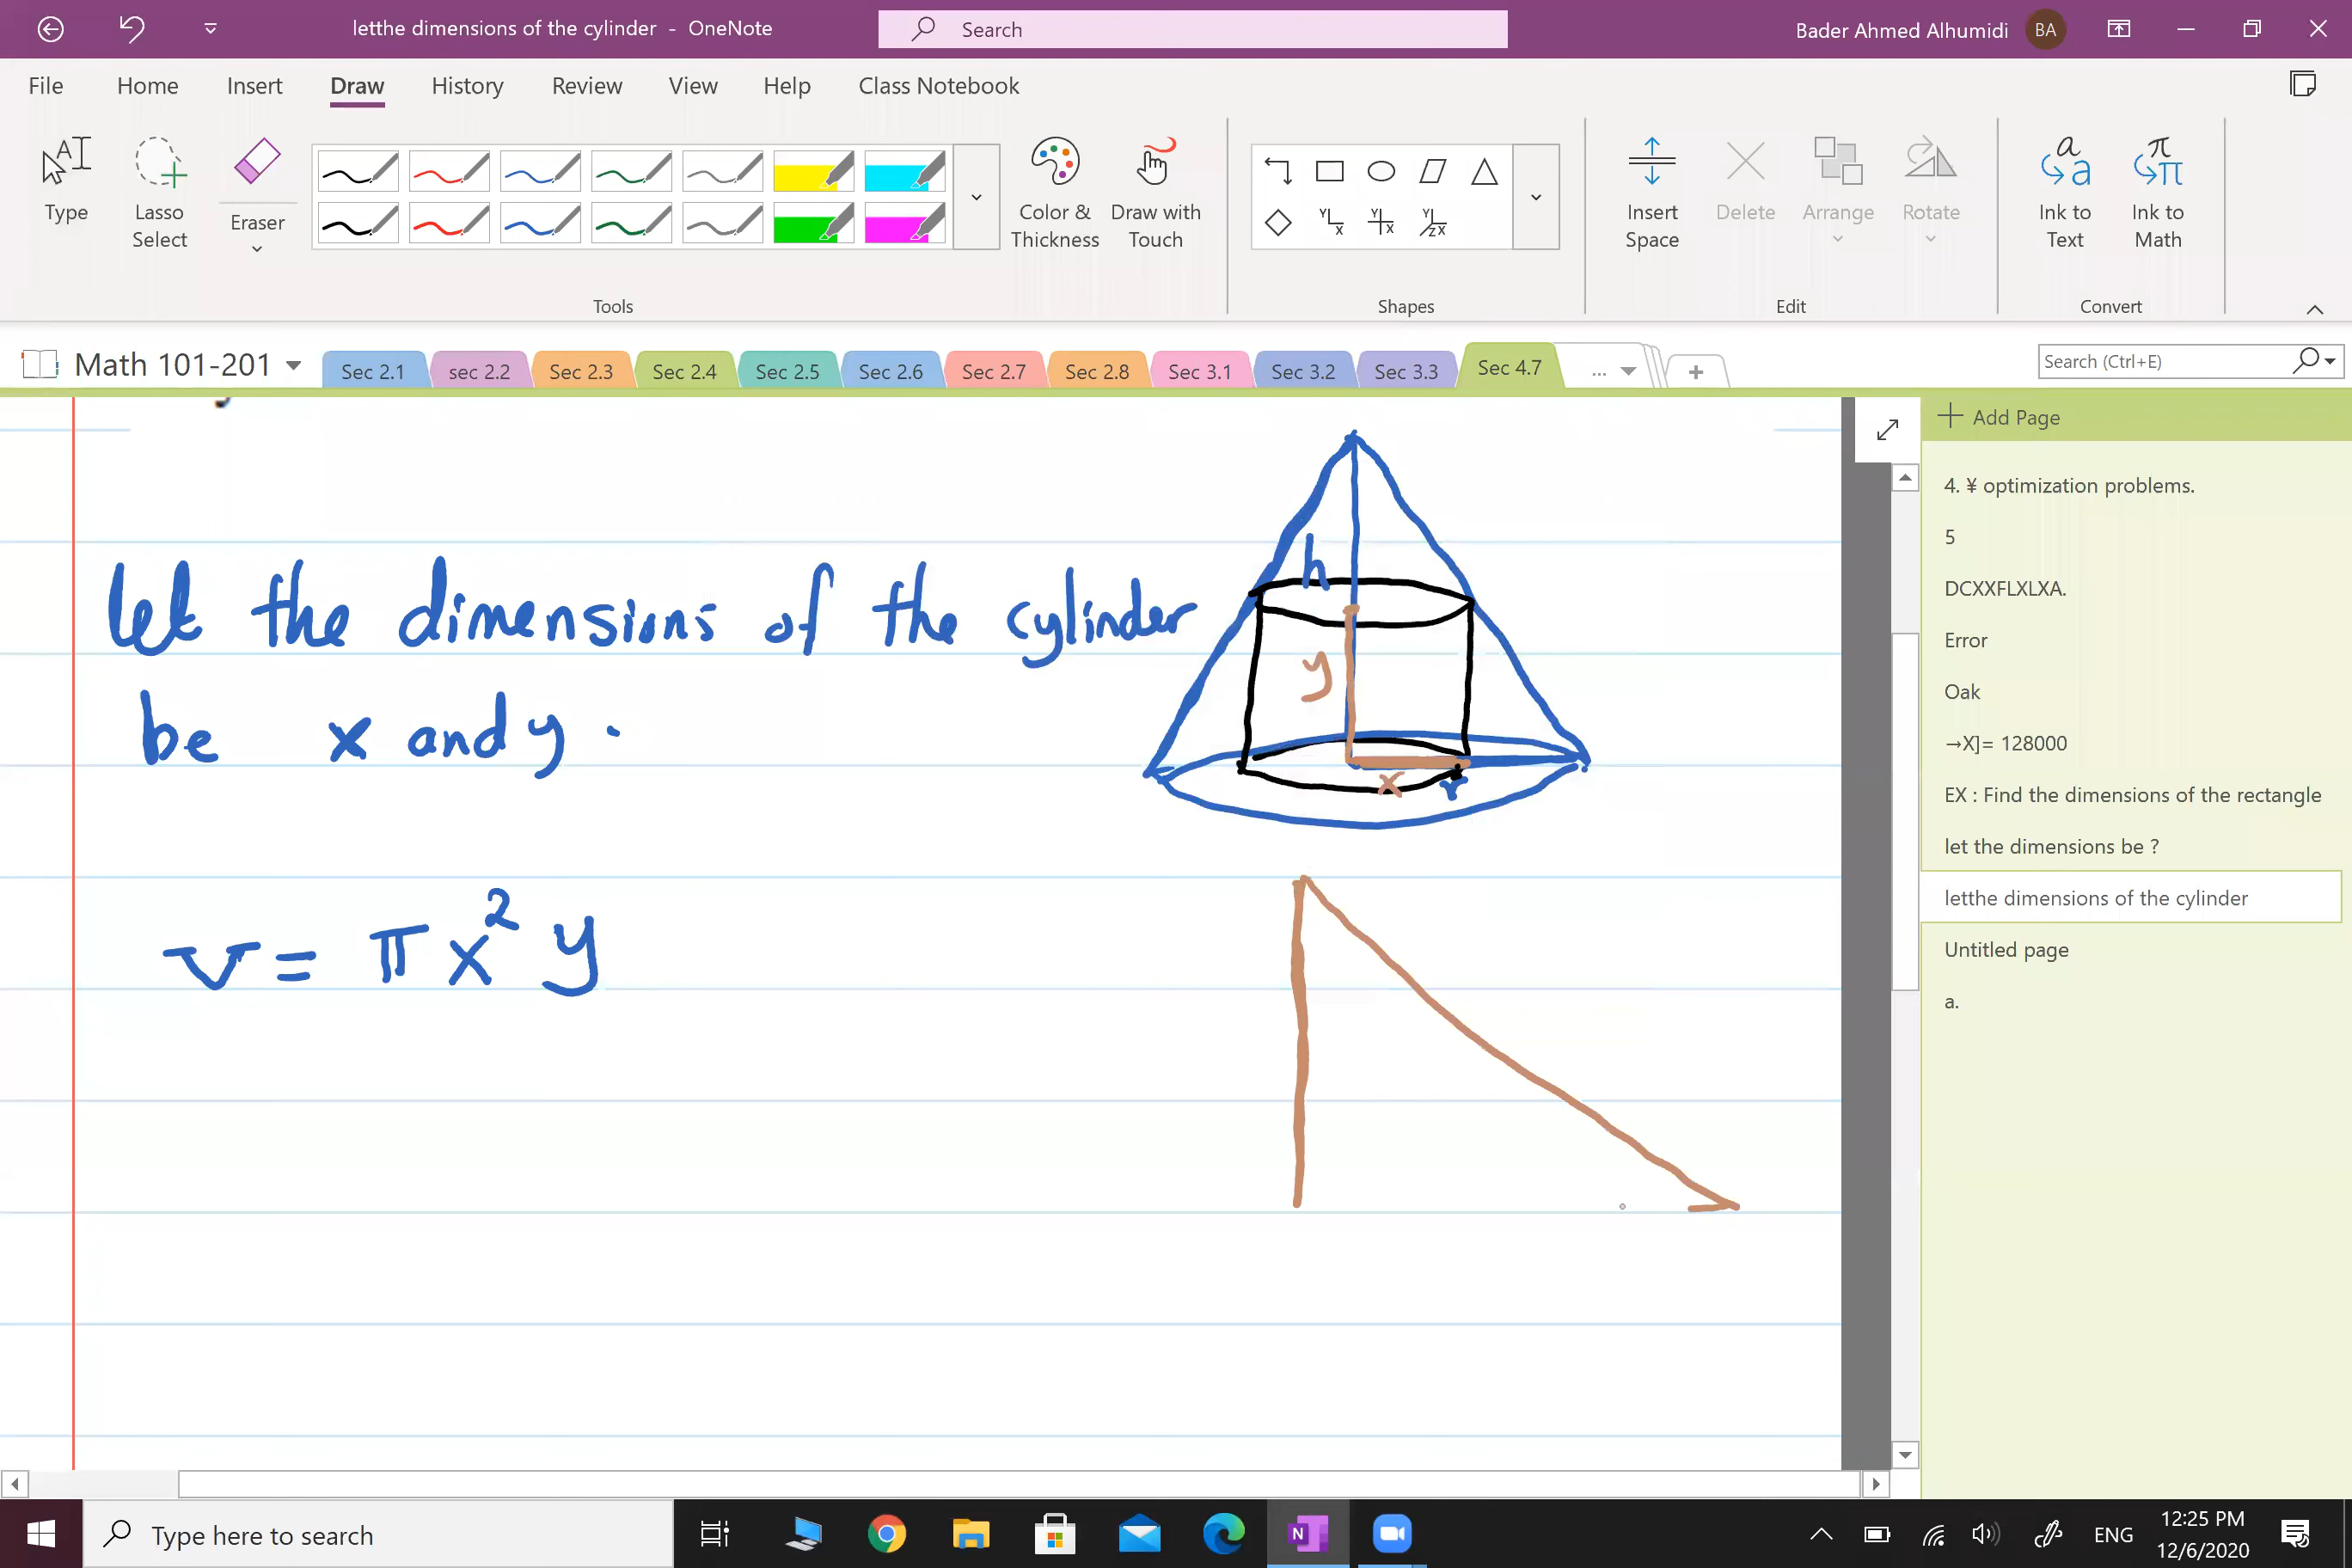 letthe dimensions of the cylinder - OneNote
Search
Bader Ahmed Alhumidi
BA
File
Home
Insert
Draw
History
Review
View
Help
Class Notebook
Type
Lasso Select
Eraser
Color & Thickness
Draw with Touch
Insert Space
Delete
Arrange
Rotate
Ink to Text
Ink to Math
Tools
Shapes
Edit
Convert
Math 101-201
Sec 2.1
sec 2.2
Sec 2.3
Sec 2.4
Sec 2.5
Sec 2.6
Sec 2.7
Sec 2.8
Sec 3.1
Sec 3.2
Sec 3.3
Sec 4.7
...
Search (Ctrl+E)
Add Page
4. ¥ optimization problems.
5
DCXXFLXLXA.
Error
Oak
→X]= 128000
EX : Find the dimensions of the rectangle
let the dimensions be ?
letthe dimensions of the cylinder
Untitled page
a.
let the dimensions of the cylinder
be x and y .
h
y
x
r
V = π x² y
Type here to search
ENG
12:25 PM
12/6/2020